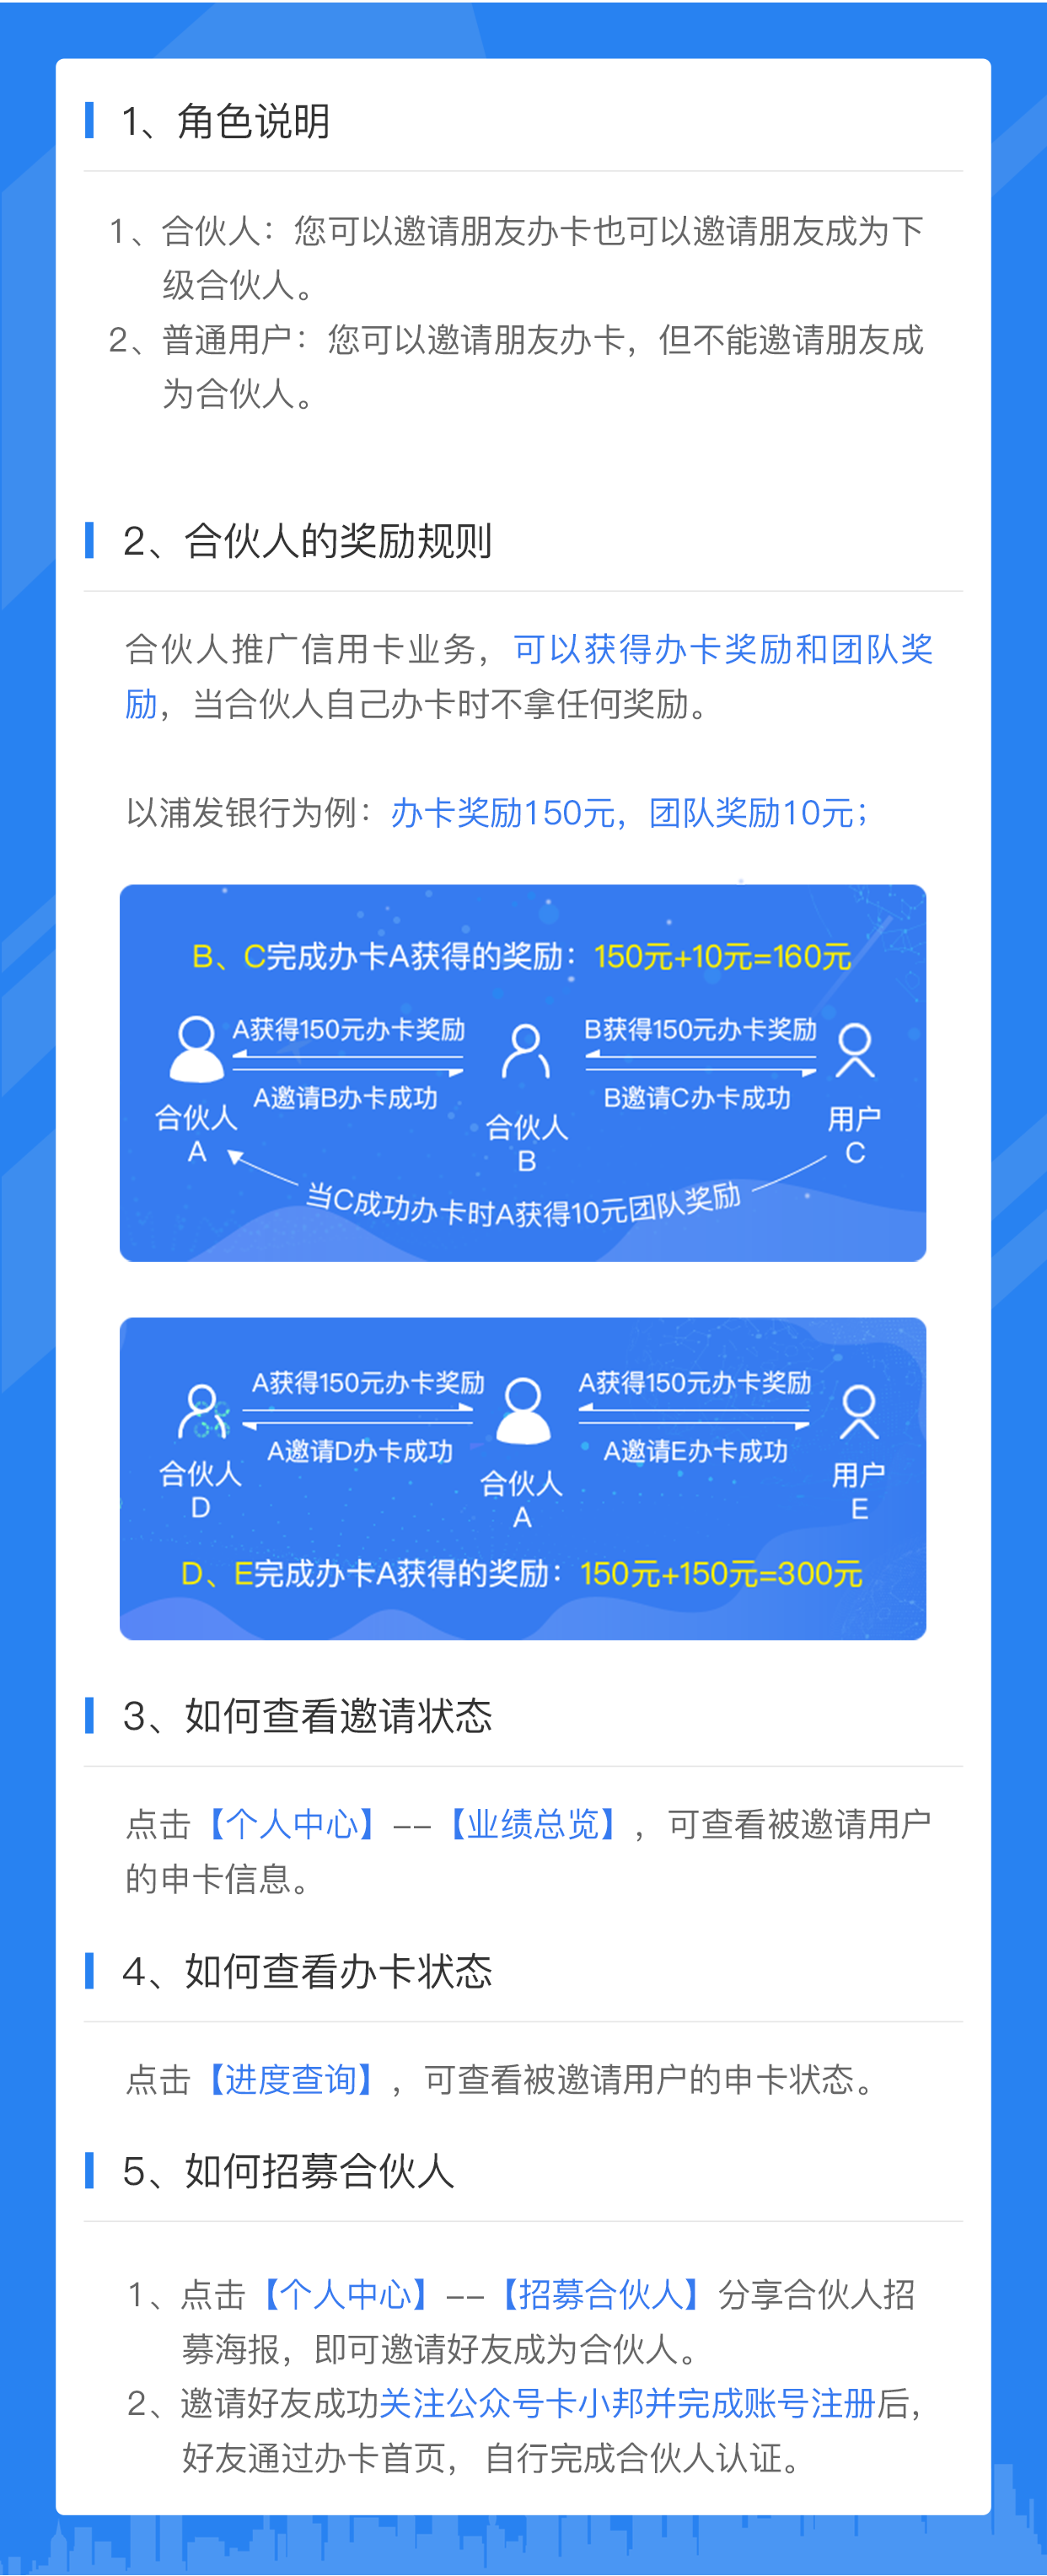 1、角色说明
1、合伙人：您可以邀请朋友办卡也可以邀请朋友成为下
级合伙人。
2、普通用户：您可以邀请朋友办卡，但不能邀请朋友成
为合伙人。
2、合伙人的奖励规则
合伙人推广信用卡业务，可以获得办卡奖励和团队奖
励，当合伙人自己办卡时不拿任何奖励。
以浦发银行为例：办卡奖励150元，团队奖励10元；
B、C完成办卡A获得的奖励：150元+10元=160元
A获得150元办卡奖励
B获得150元办卡奖励
A邀请B办卡成功
B邀请C办卡成功
合伙人
A
合伙人
B
用户
C
当C成功办卡时A获得10元团队奖励
A获得150元办卡奖励
A获得150元办卡奖励
A邀请D办卡成功
A邀请E办卡成功
合伙人
D
合伙人
A
用户
E
D、E完成办卡A获得的奖励：150元+150元=300元
3、如何查看邀请状态
点击【个人中心】--【业绩总览】，可查看被邀请用户
的申卡信息。
4、如何查看办卡状态
点击【进度查询】，可查看被邀请用户的申卡状态。
5、如何招募合伙人
1、点击【个人中心】--【招募合伙人】分享合伙人招
募海报，即可邀请好友成为合伙人。
2、邀请好友成功关注公众号卡小邦并完成账号注册后，
好友通过办卡首页，自行完成合伙人认证。